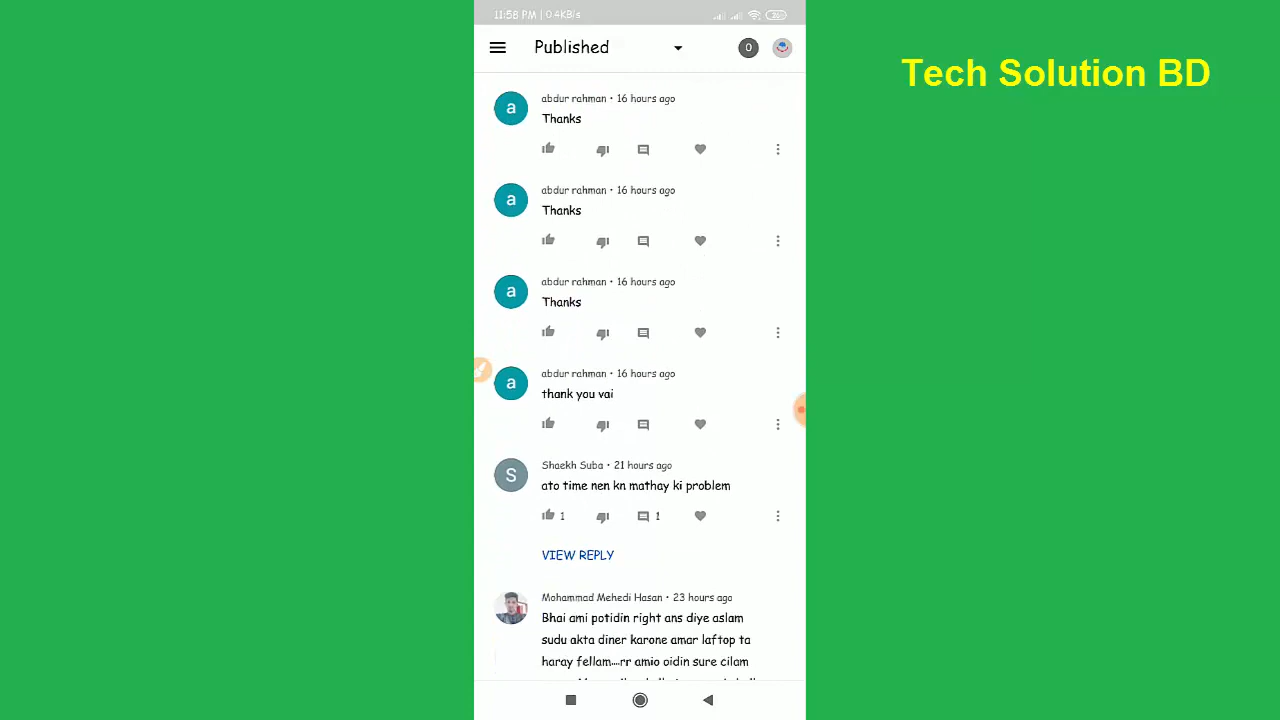 11:58 PM | 0.4KB/s
Published
0
Tech Solution BD
a
abdur rahman • 16 hours ago
Thanks
a
abdur rahman • 16 hours ago
Thanks
a
abdur rahman • 16 hours ago
Thanks
a
abdur rahman • 16 hours ago
thank you vai
S
Shaekh Suba • 21 hours ago
ato time nen kn mathay ki problem
1 1
VIEW REPLY
Mohammad Mehedi Hasan • 23 hours ago
Bhai ami potidin right ans diye aslam
sudu akta diner karone amar laftop ta
haray fellam....rr amio oidin sure cilam